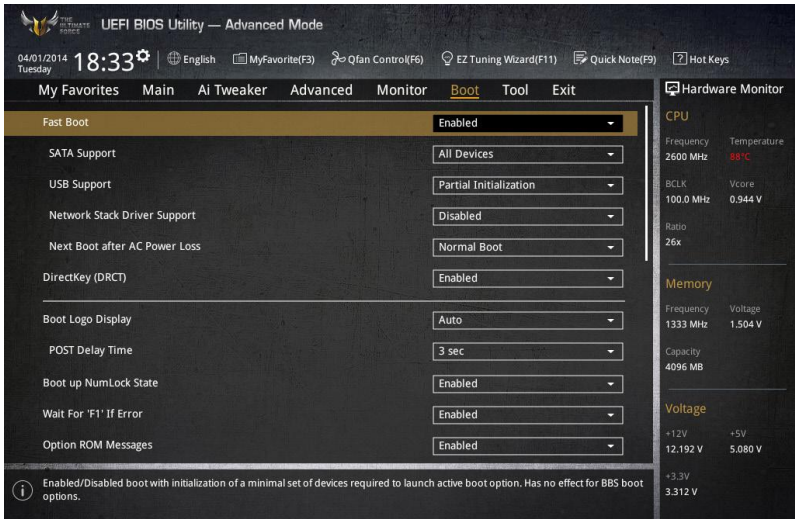 THE ULTIMATE FORCE
UEFI BIOS Utility — Advanced Mode
04/01/2014
Tuesday
18:33
English
MyFavorite(F3)
Qfan Control(F6)
EZ Tuning Wizard(F11)
Quick Note(F9)
? Hot Keys
My Favorites Main Ai Tweaker Advanced Monitor Boot Tool Exit
Fast Boot Enabled
SATA Support All Devices
USB Support Partial Initialization
Network Stack Driver Support Disabled
Next Boot after AC Power Loss Normal Boot
DirectKey (DRCT) Enabled
Boot Logo Display Auto
POST Delay Time 3 sec
Boot up NumLock State Enabled
Wait For 'F1' If Error Enabled
Option ROM Messages Enabled
i Enabled/Disabled boot with initialization of a minimal set of devices required to launch active boot option. Has no effect for BBS boot
options.
Hardware Monitor
CPU
Frequency Temperature
2600 MHz 88°C
BCLK Vcore
100.0 MHz 0.944 V
Ratio
26x
Memory
Frequency Voltage
1333 MHz 1.504 V
Capacity
4096 MB
Voltage
+12V +5V
12.192 V 5.080 V
+3.3V
3.312 V